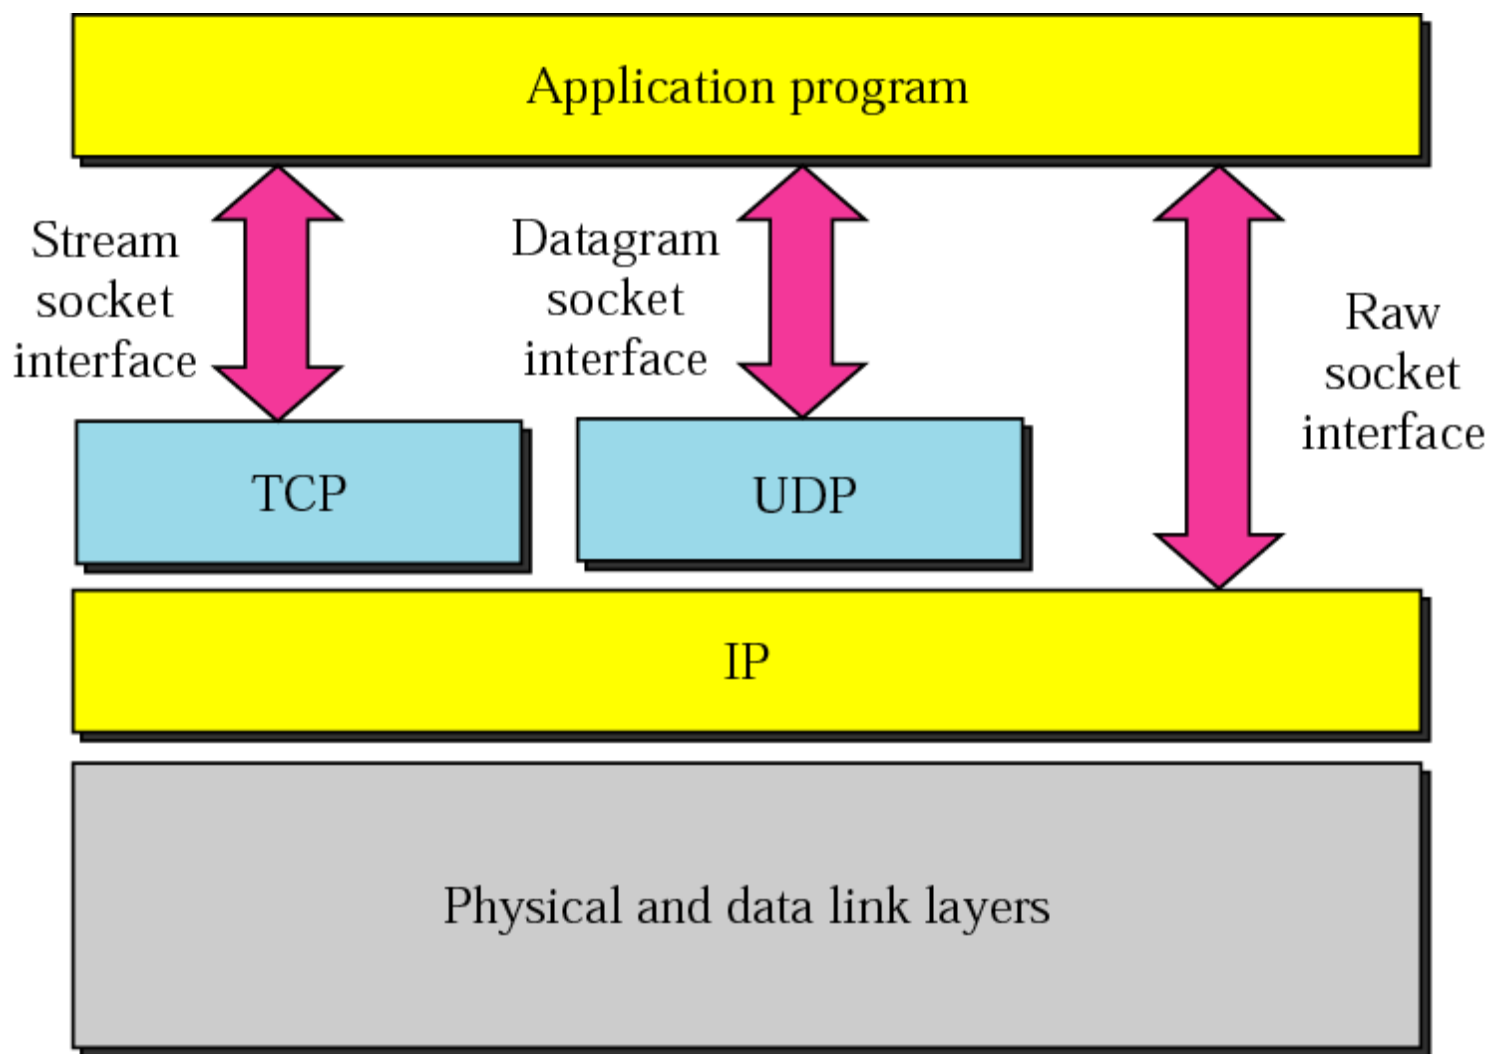 Application program
Stream
socket
interface
Datagram
socket
interface
Raw
socket
interface
TCP
UDP
IP
Physical and data link layers